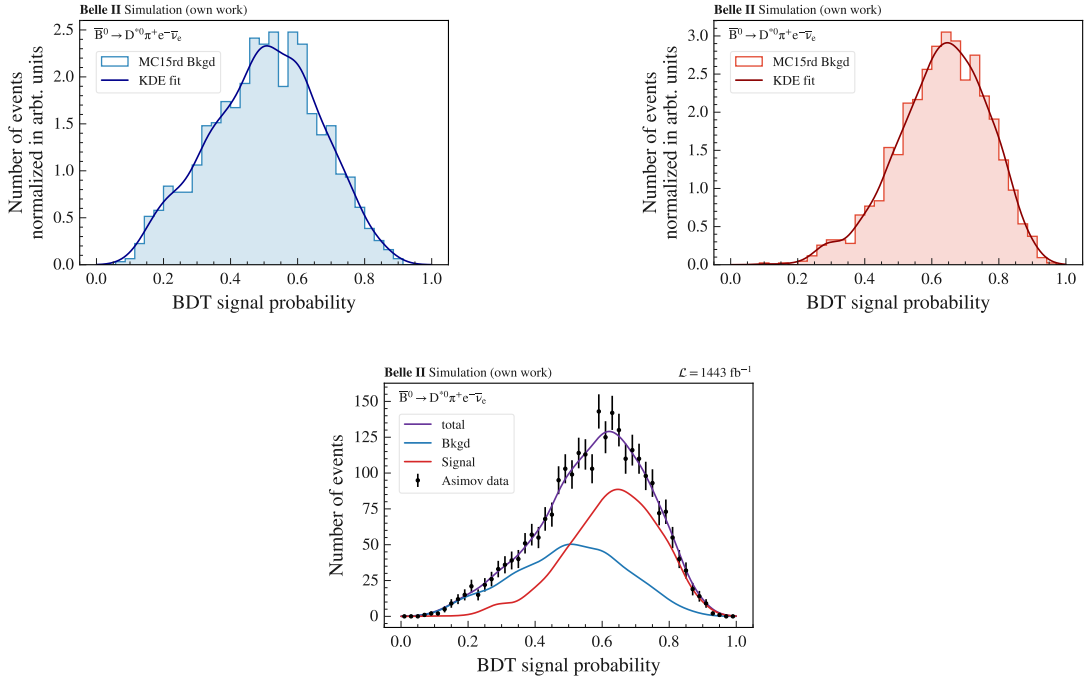 Belle II Simulation (own work)
B̅⁰ → D*⁰π⁺e⁻ν̅ₑ
MC15rd Bkgd
KDE fit
Number of events
normalized in arbt. units
2.5
2.0
1.5
1.0
0.5
0.0
0.0 0.2 0.4 0.6 0.8 1.0
BDT signal probability
Belle II Simulation (own work)
B̅⁰ → D*⁰π⁺e⁻ν̅ₑ
MC15rd Bkgd
KDE fit
Number of events
normalized in arbt. units
3.0
2.5
2.0
1.5
1.0
0.5
0.0
0.0 0.2 0.4 0.6 0.8 1.0
BDT signal probability
Belle II Simulation (own work) ℒ = 1443 fb⁻¹
B̅⁰ → D*⁰π⁺e⁻ν̅ₑ
total
Bkgd
Signal
Asimov data
Number of events
150
125
100
75
50
25
0
0.0 0.2 0.4 0.6 0.8 1.0
BDT signal probability